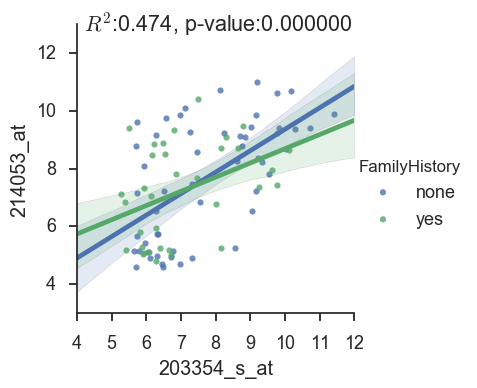 R²:0.474, p-value:0.000000
12
10
8
6
4
214053_at
4 5 6 7 8 9 10 11 12
203354_s_at
FamilyHistory
none
yes